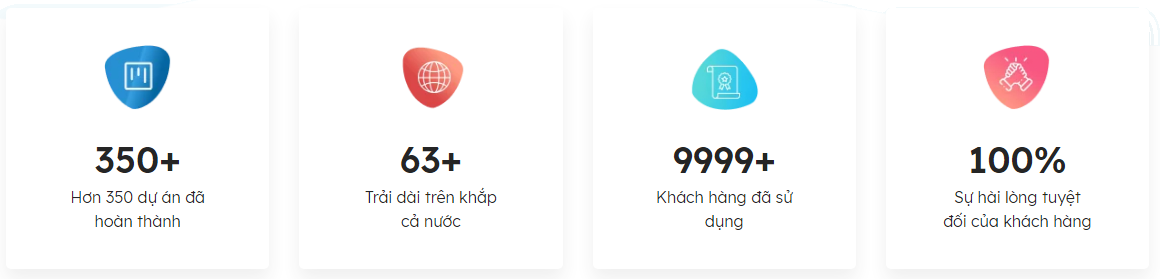 350+
Hơn 350 dự án đã
hoàn thành
63+
Trải dài trên khắp
cả nước
9999+
Khách hàng đã sử
dụng
100%
Sự hài lòng tuyệt
đối của khách hàng